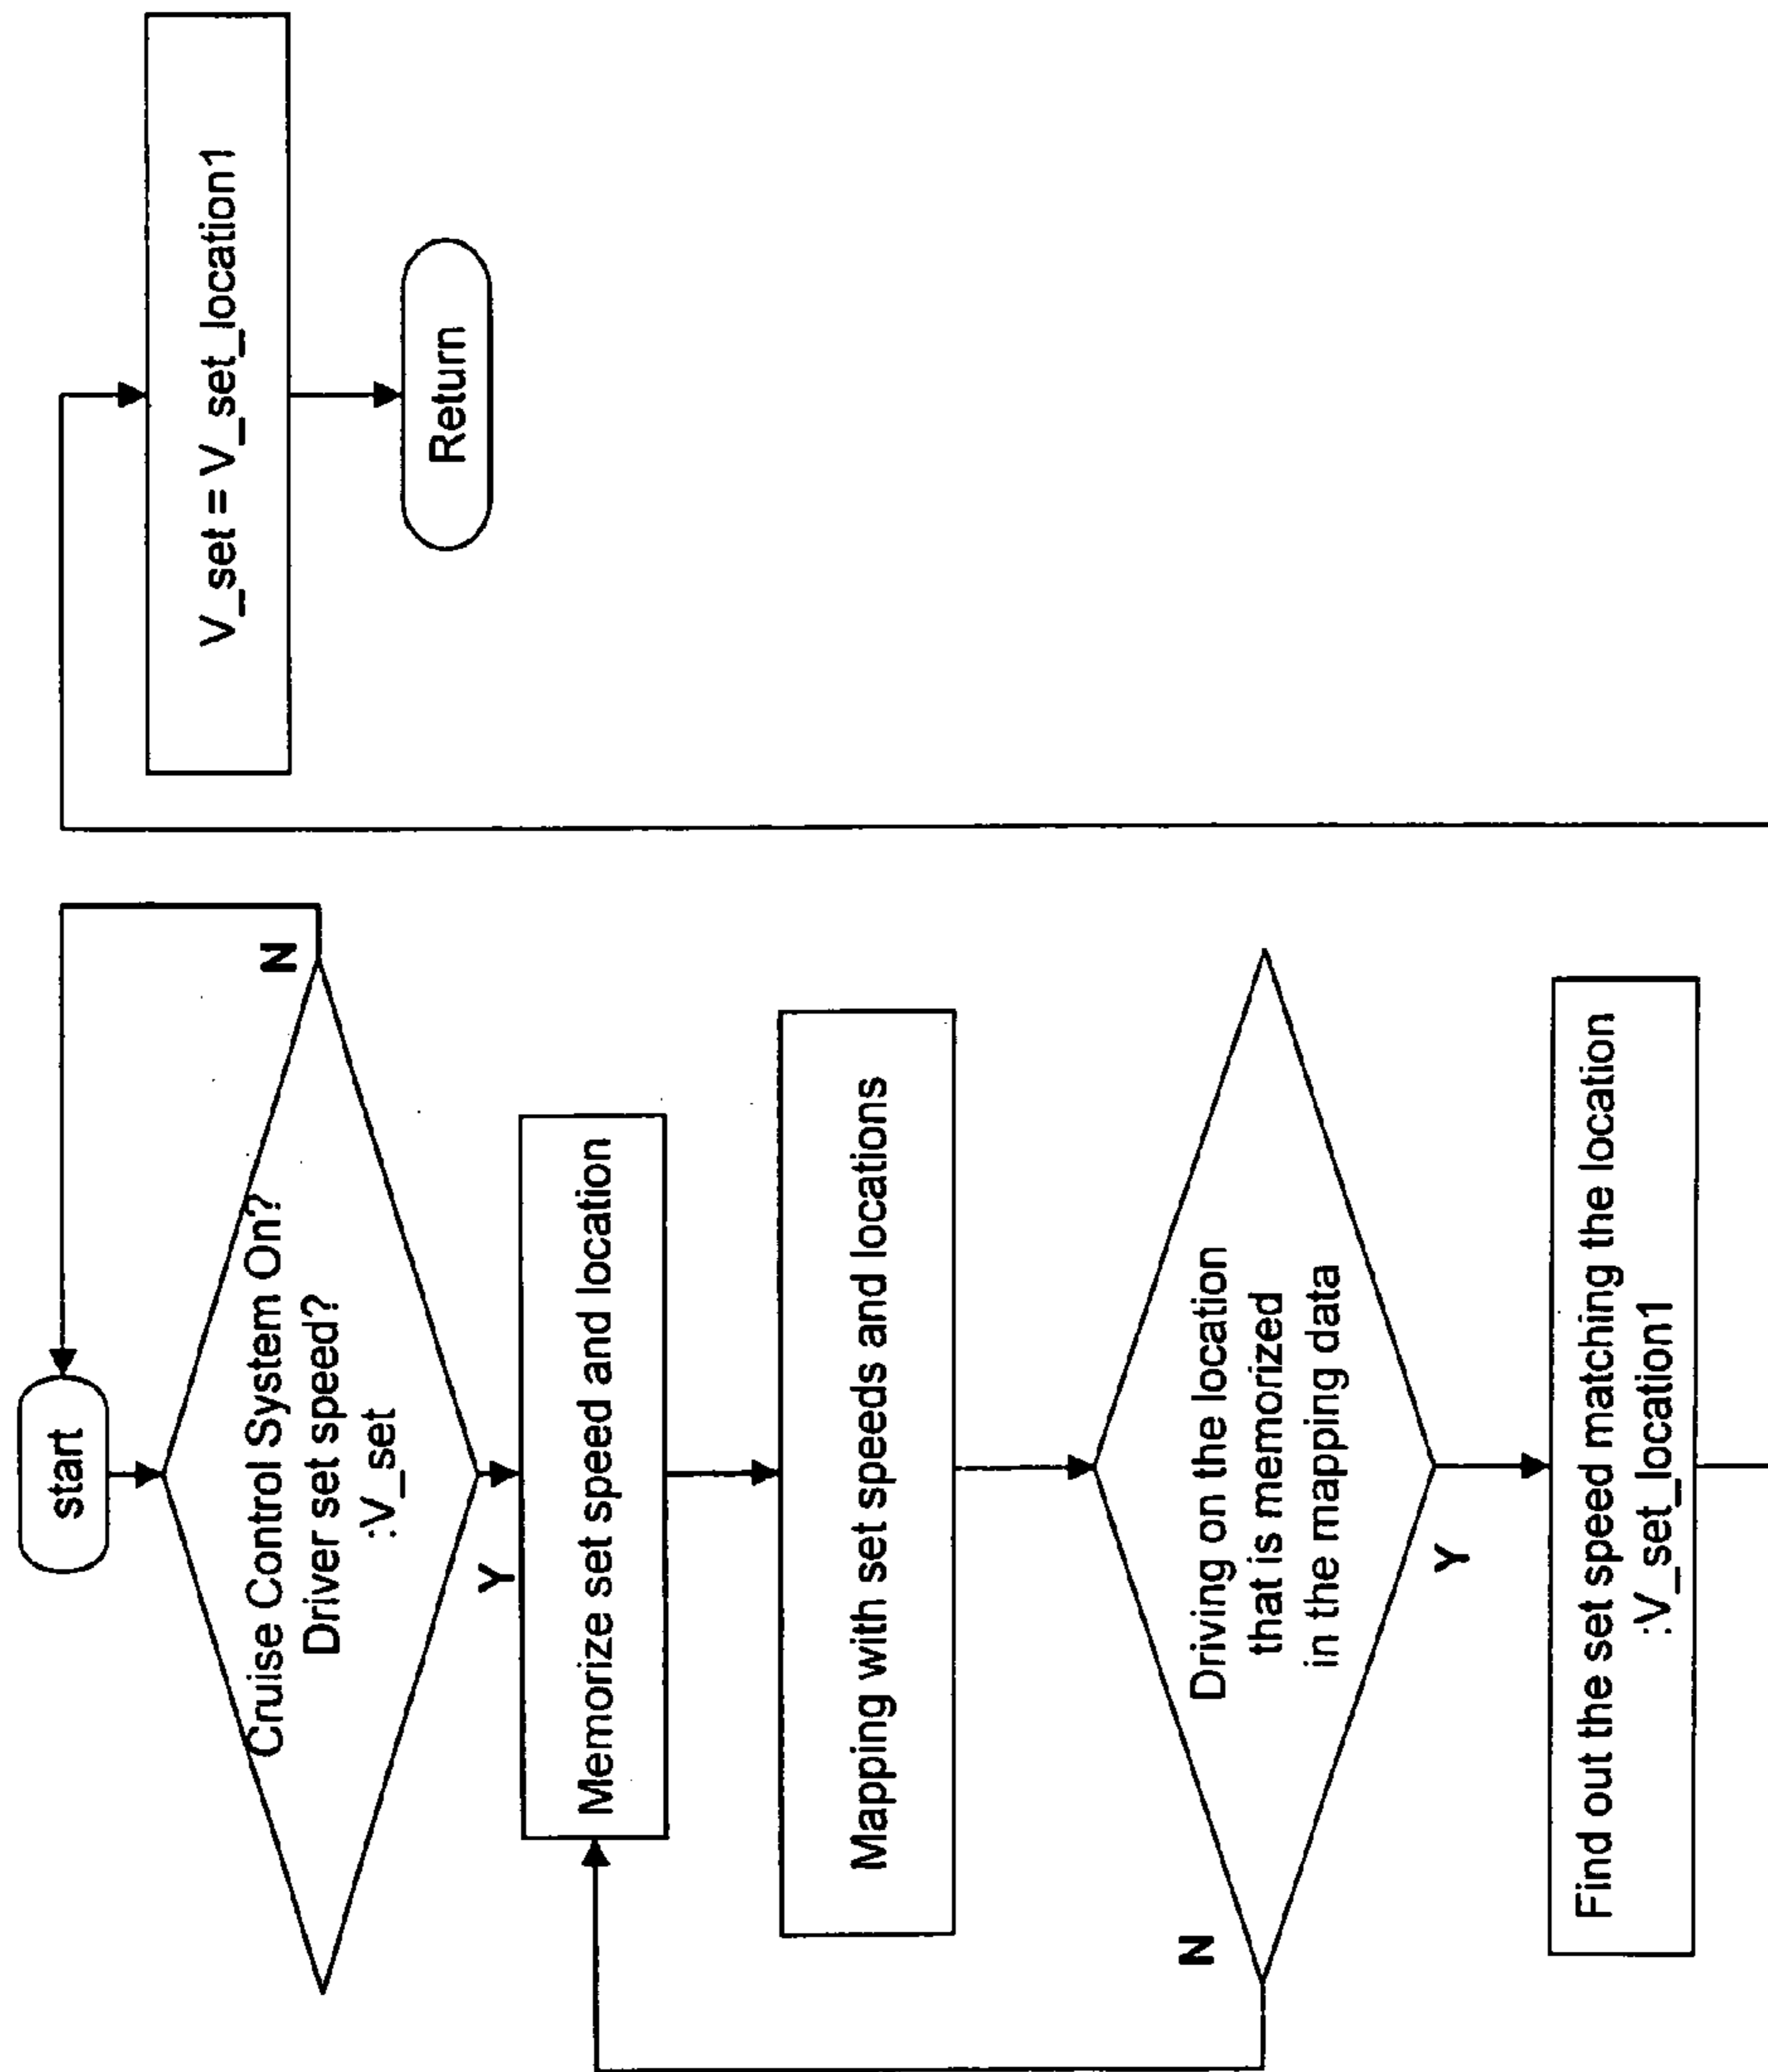 start
Cruise Control System On?
Driver set speed?
:V_set
N
Y
Memorize set speed and location
Mapping with set speeds and locations
Driving on the location
that is memorized
in the mapping data
N
Y
Find out the set speed matching the location
:V_set_location1
V_set = V_set_location1
Return